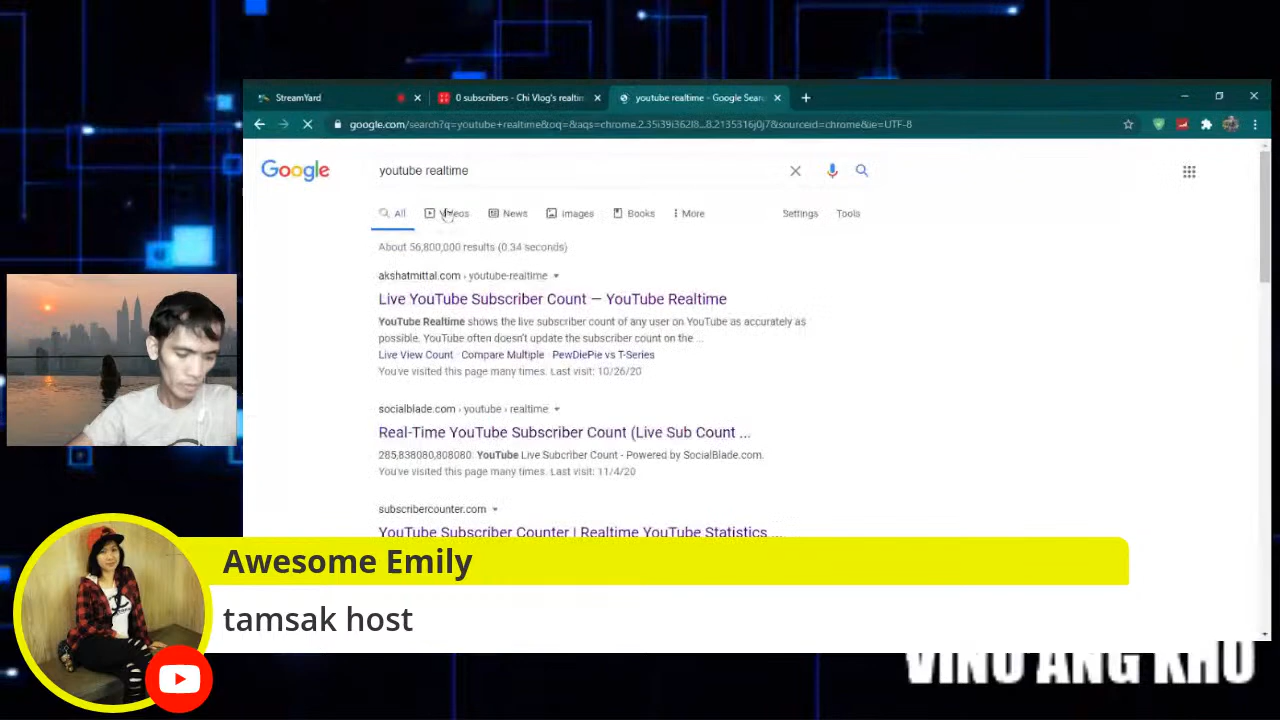 StreamYard
0 subscribers - Chi Vlog's realtim
youtube realtime - Google Sear
google.com/search?q=youtube+realtime&oq=&aqs=chrome.2.35i39i362l8...8.2135316j0j7&sourceid=chrome&ie=UTF-8
Google
youtube realtime
All
Videos
News
Images
Books
More
Settings
Tools
About 56,800,000 results (0.34 seconds)
akshatmittal.com › youtube-realtime
Live YouTube Subscriber Count — YouTube Realtime
YouTube Realtime shows the live subscriber count of any user on YouTube as accurately as
possible. YouTube often doesn't update the subscriber count on the ...
Live View Count · Compare Multiple · PewDiePie vs T-Series
You've visited this page many times. Last visit: 10/26/20
socialblade.com › youtube › realtime
Real-Time YouTube Subscriber Count (Live Sub Count ...
285,838080,808080. YouTube Live Subcriber Count - Powered by SocialBlade.com.
You've visited this page many times. Last visit: 11/4/20
subscribercounter.com
YouTube Subscriber Counter | Realtime YouTube Statistics ...
Awesome Emily
tamsak host
ANG